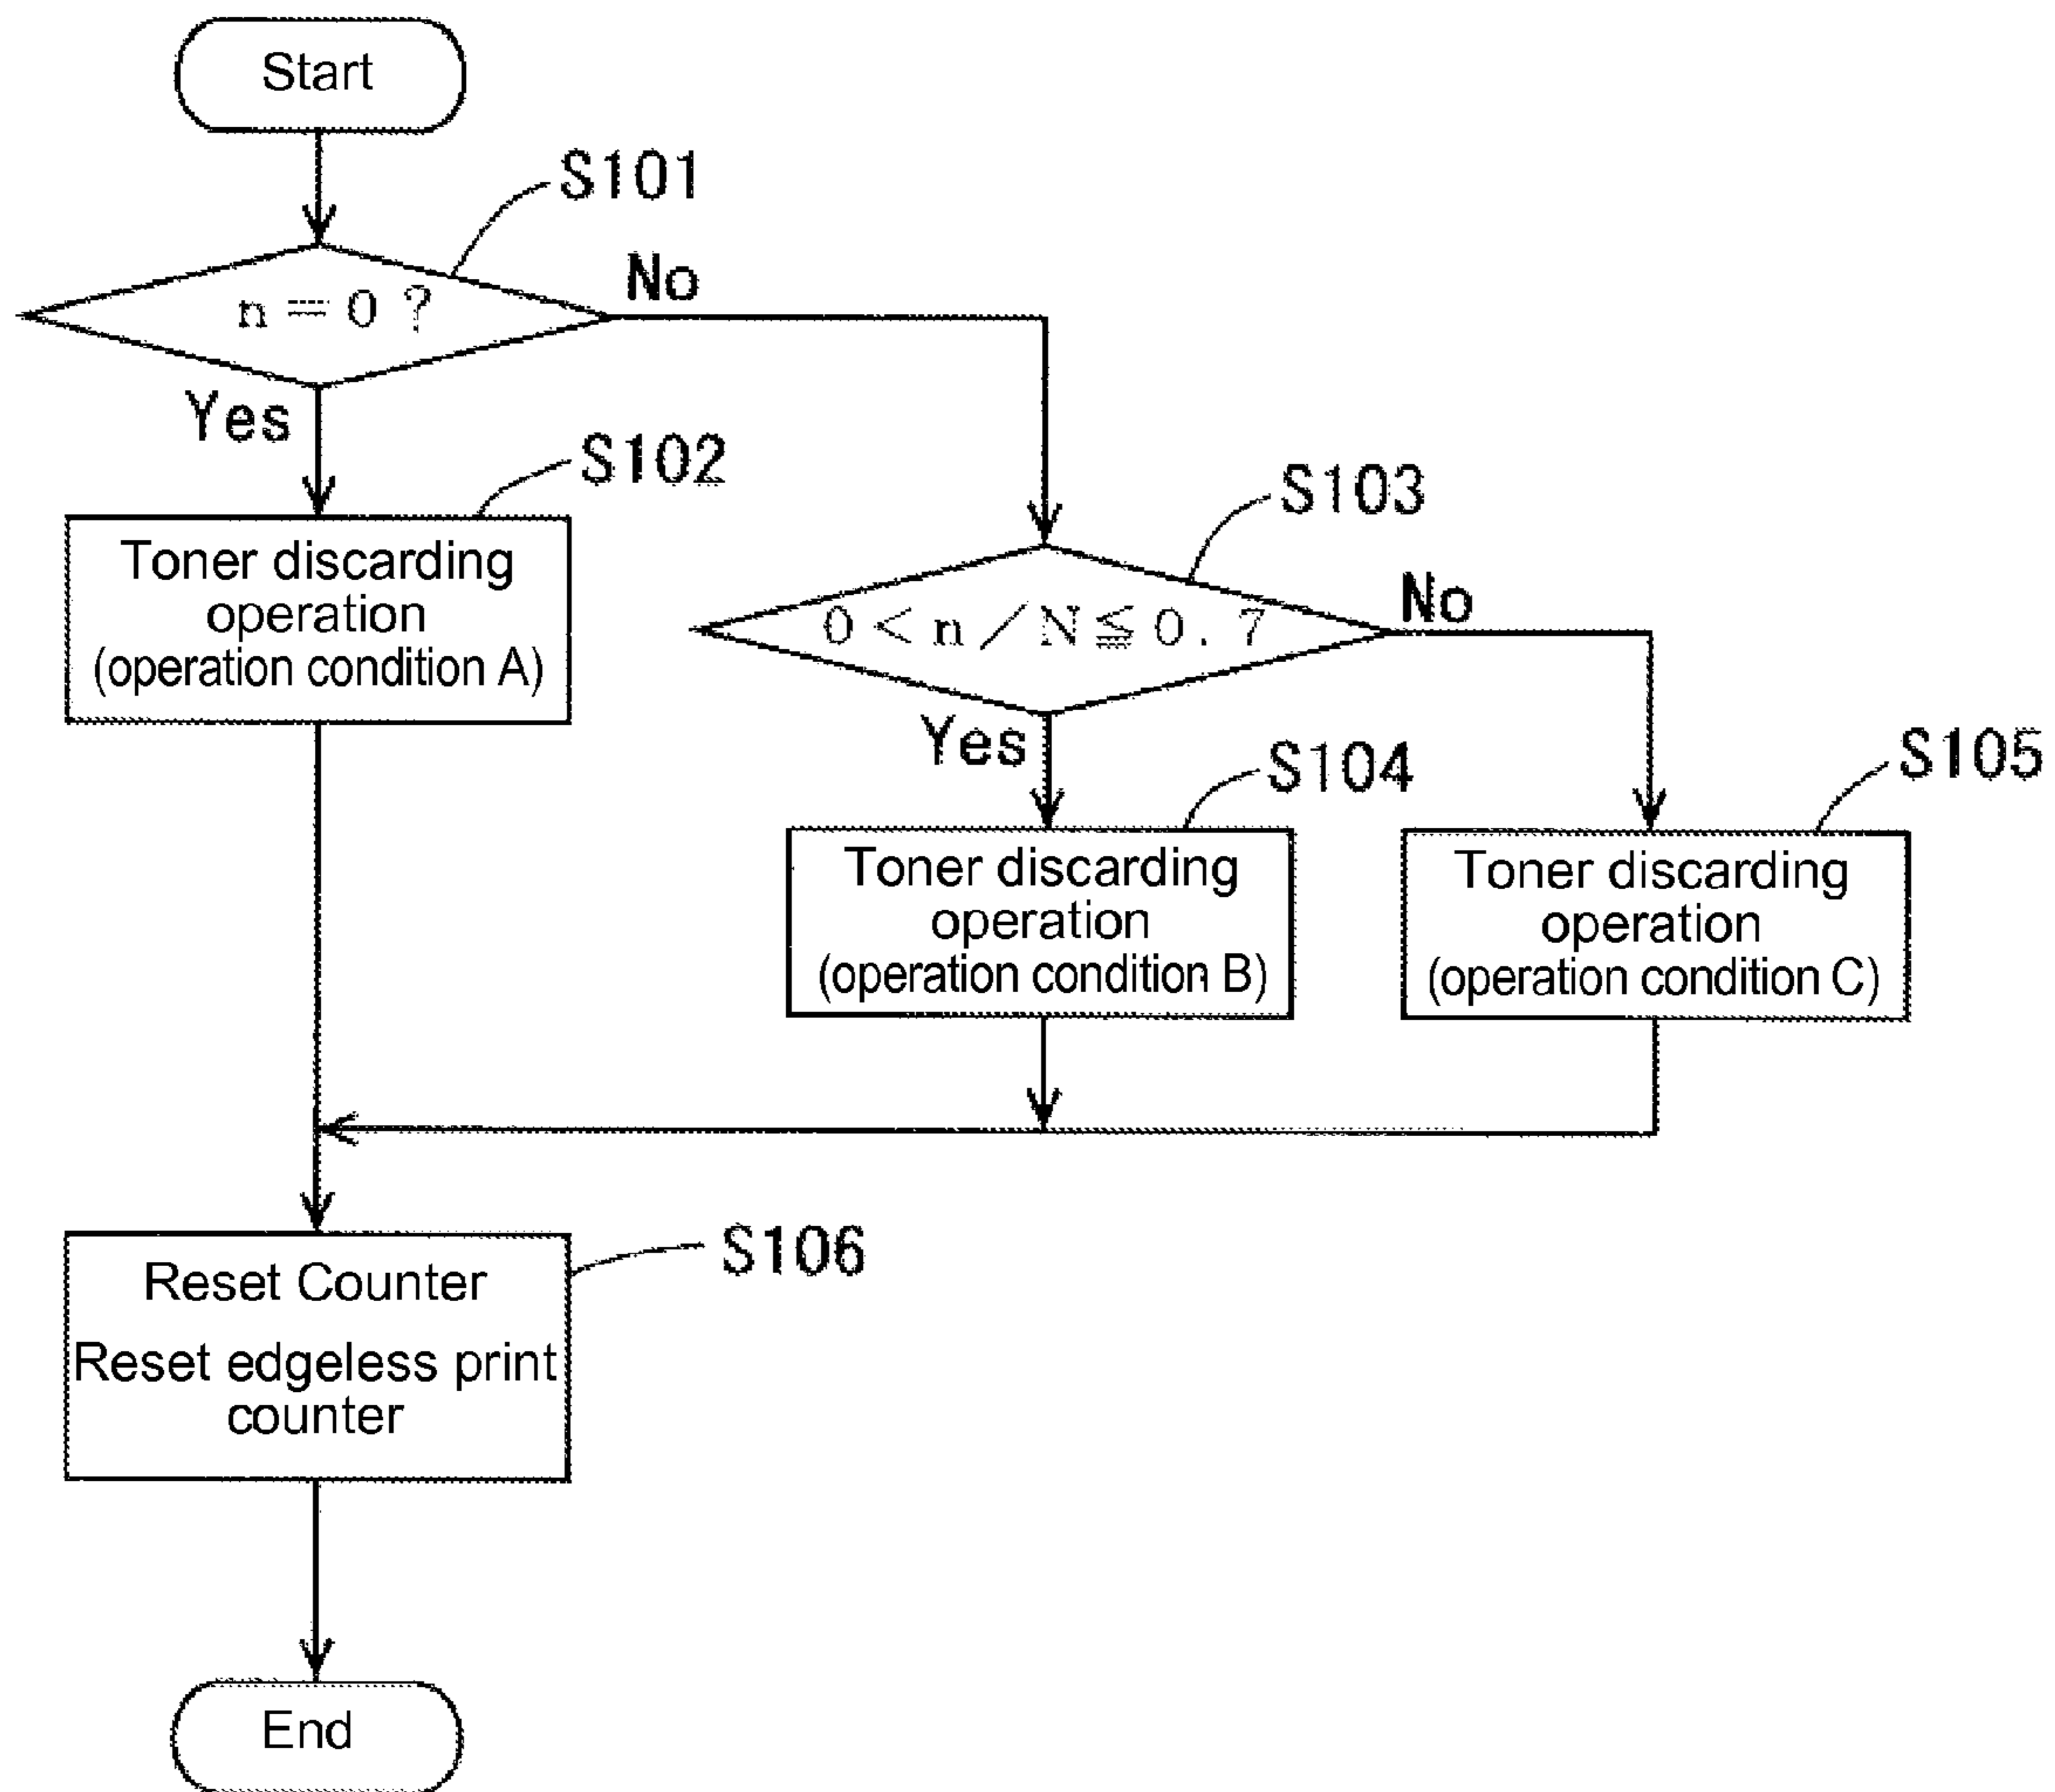 Start
S101
n = 0 ?
No
Yes
S102
Toner discarding
operation
(operation condition A)
S103
0 < n / N ≦ 0. 7
No
Yes
S104
Toner discarding
operation
(operation condition B)
S105
Toner discarding
operation
(operation condition C)
S106
Reset Counter
Reset edgeless print
counter
End